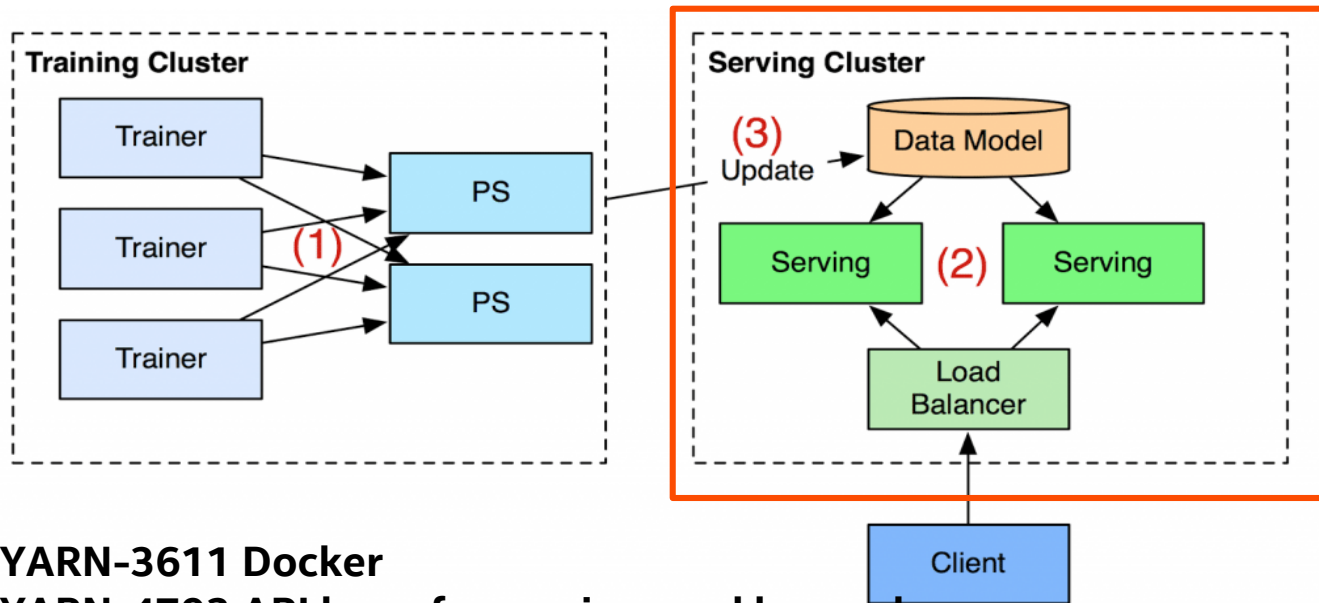 Training Cluster
Trainer
Trainer
Trainer
(1)
PS
PS
Serving Cluster
(3)
Update
Data Model
Serving
(2)
Serving
Load
Balancer
Client
YARN-3611 Docker